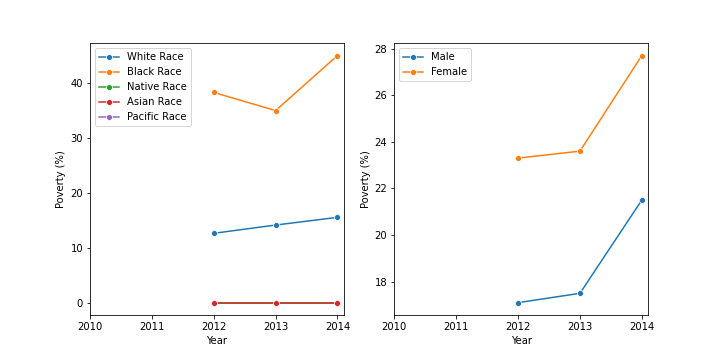 White Race
Black Race
Native Race
Asian Race
Pacific Race
Poverty (%)
40
30
20
10
0
2010 2011 2012 2013 2014
Year
Male
Female
Poverty (%)
28
26
24
22
20
18
2010 2011 2012 2013 2014
Year